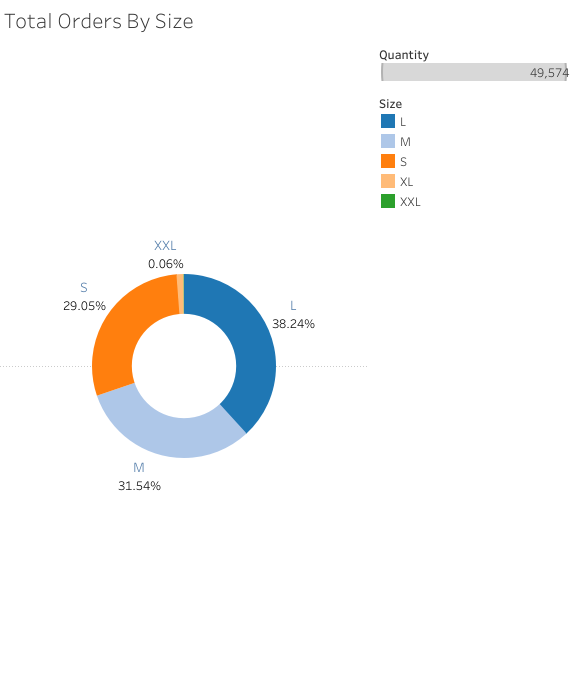 Total Orders By Size
Quantity
49,574
Size
L
M
S
XL
XXL
XXL
0.06%
S
29.05%
L
38.24%
M
31.54%